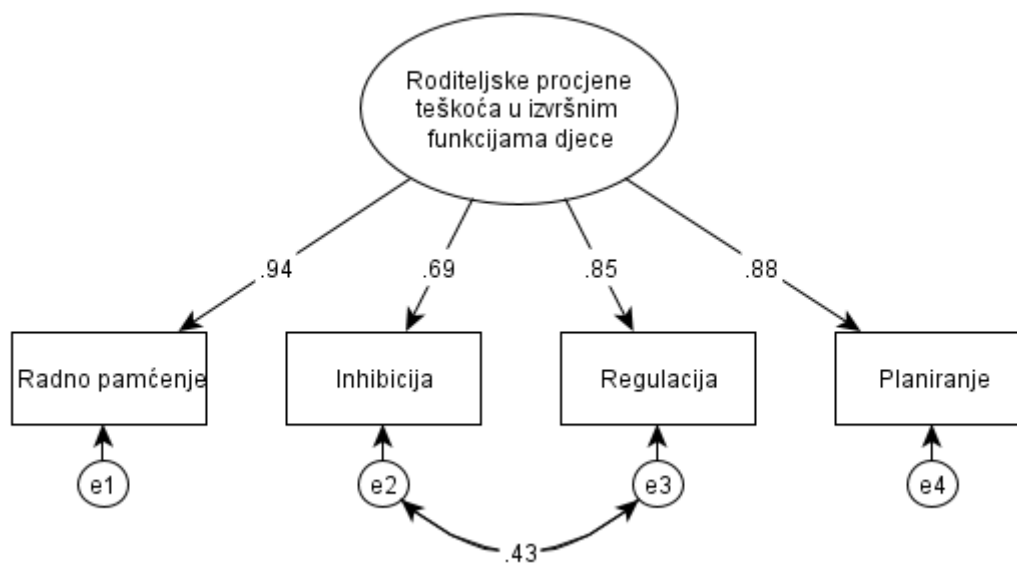 Roditeljske procjene
teškoća u izvršnim
funkcijama djece
.94
.69
.85
.88
Radno pamćenje
Inhibicija
Regulacija
Planiranje
e1
e2
e3
e4
.43